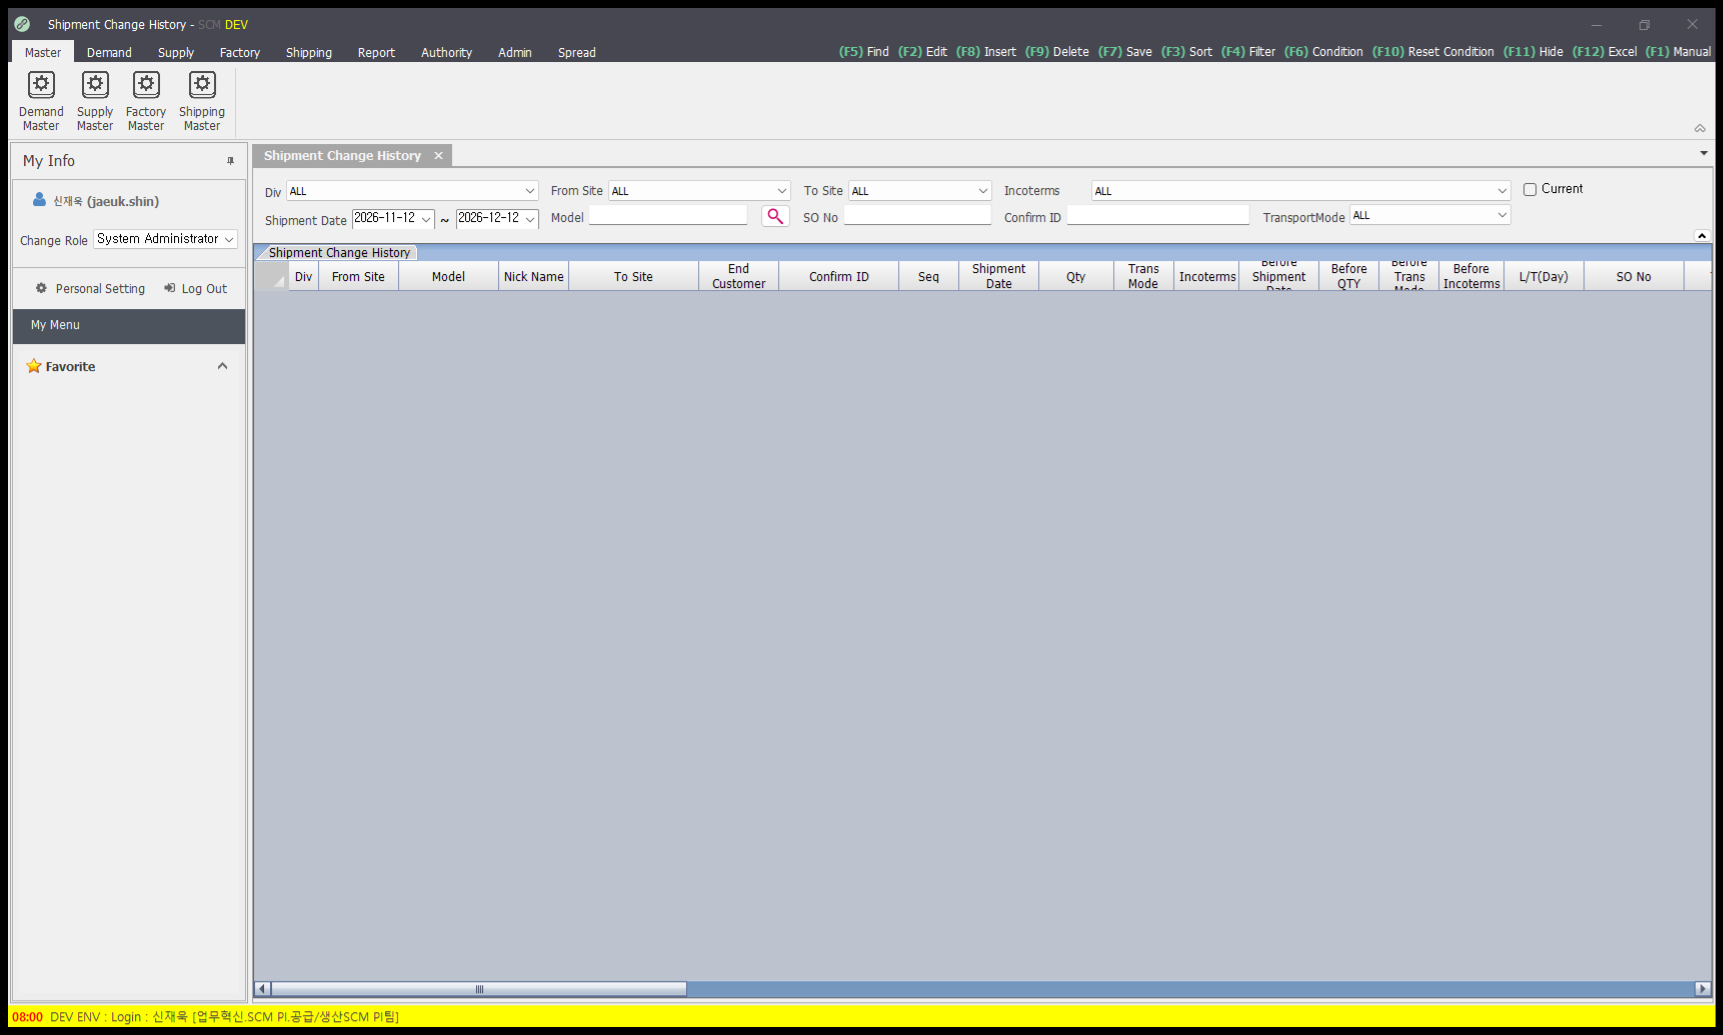 Shipment Change History - SCM DEV
Master Demand Supply Factory Shipping Report Authority Admin Spread (F5) Find (F2) Edit (F8) Insert (F9) Delete (F7) Save (F3) Sort (F4) Filter (F6) Condition (F10) Reset Condition (F11) Hide (F12) Excel (F1) Manual
Demand Master
Supply Master
Factory Master
Shipping Master
My Info
신재욱 (jaeuk.shin)
Change Role System Administrator
Personal Setting Log Out
My Menu
Favorite
Shipment Change History
Div ALL From Site ALL To Site ALL Incoterms ALL Current
Shipment Date 2026-11-12 ~ 2026-12-12 Model SO No Confirm ID TransportMode ALL
Shipment Change History
Div
From Site
Model
Nick Name
To Site
End Customer
Confirm ID
Seq
Shipment Date
Qty
Trans Mode
Incoterms
Before Shipment Date
Before QTY
Before Trans Mode
Before Incoterms
L/T(Day)
SO No
08:00 DEV ENV : Login : 신재욱 [업무혁신.SCM PI.공급/생산SCM PI팀]